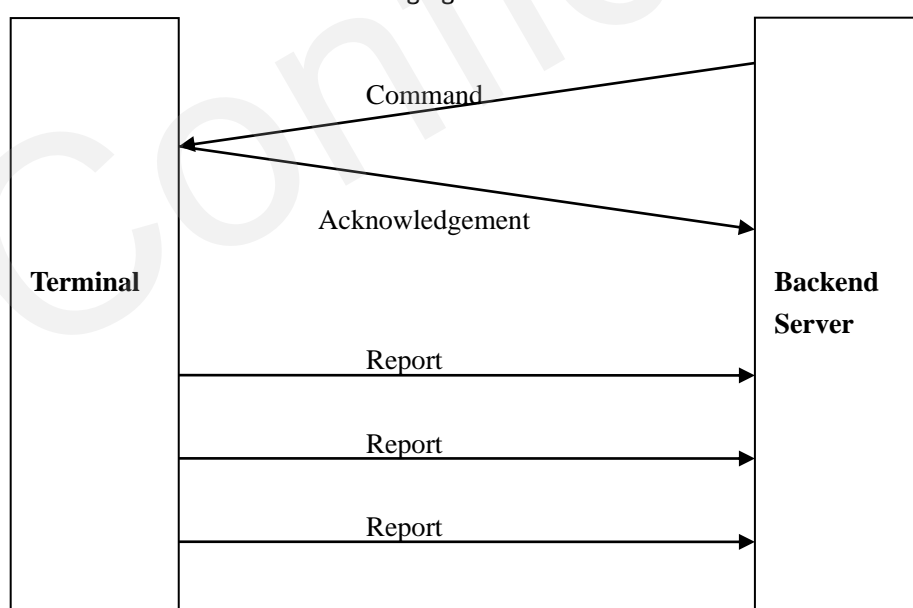 Command
Acknowledgement
Terminal
Backend
Server
Report
Report
Report